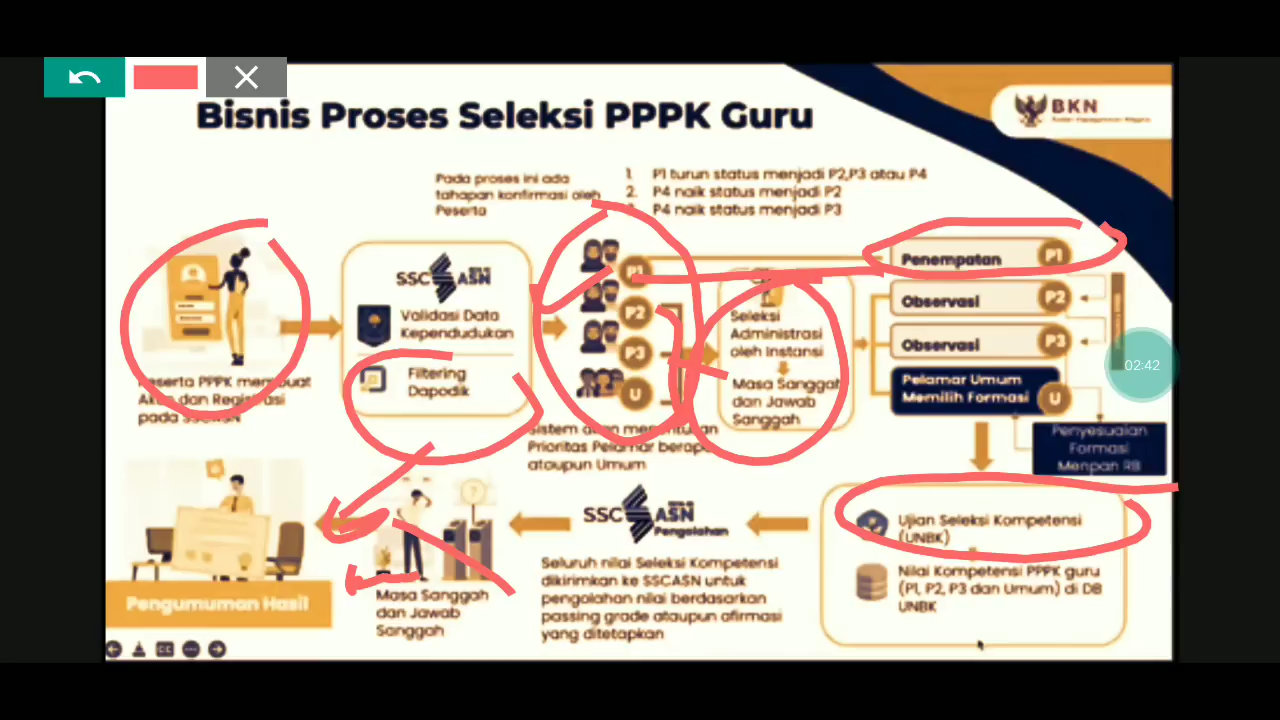 Bisnis Proses Seleksi PPPK Guru
BKN
Pada proses ini ada
tahapan konfirmasi oleh
Peserta
1. P1 turun status menjadi P2,P3 atau P4
2. P4 naik status menjadi P2
P4 naik status menjadi P3
SSC ASN
Validasi Data
Kependudukan
Filtering
Dapodik
Peserta PPPK membuat
Akun dan Registrasi
pada SSCASN
P1
P2
P3
U
Sistem akan menentukan
Prioritas Pelamar berapa
ataupun Umum
Seleksi
Administrasi
oleh Instansi
Masa Sanggah
dan Jawab
Sanggah
Penempatan P1
Observasi P2
Observasi P3
Pelamar Umum
Memilih Formasi U
02:42
Penyesuaian
Formasi
Menpan RB
Ujian Seleksi Kompetensi
(UNBK)
Nilai Kompetensi PPPK guru
(P1, P2, P3 dan Umum) di DB
UNBK
SSC ASN
Pengolahan
Seluruh nilai Seleksi Kompetensi
dikirimkan ke SSCASN untuk
pengolahan nilai berdasarkan
passing grade ataupun afirmasi
yang ditetapkan
Masa Sanggah
dan Jawab
Sanggah
Pengumuman Hasil